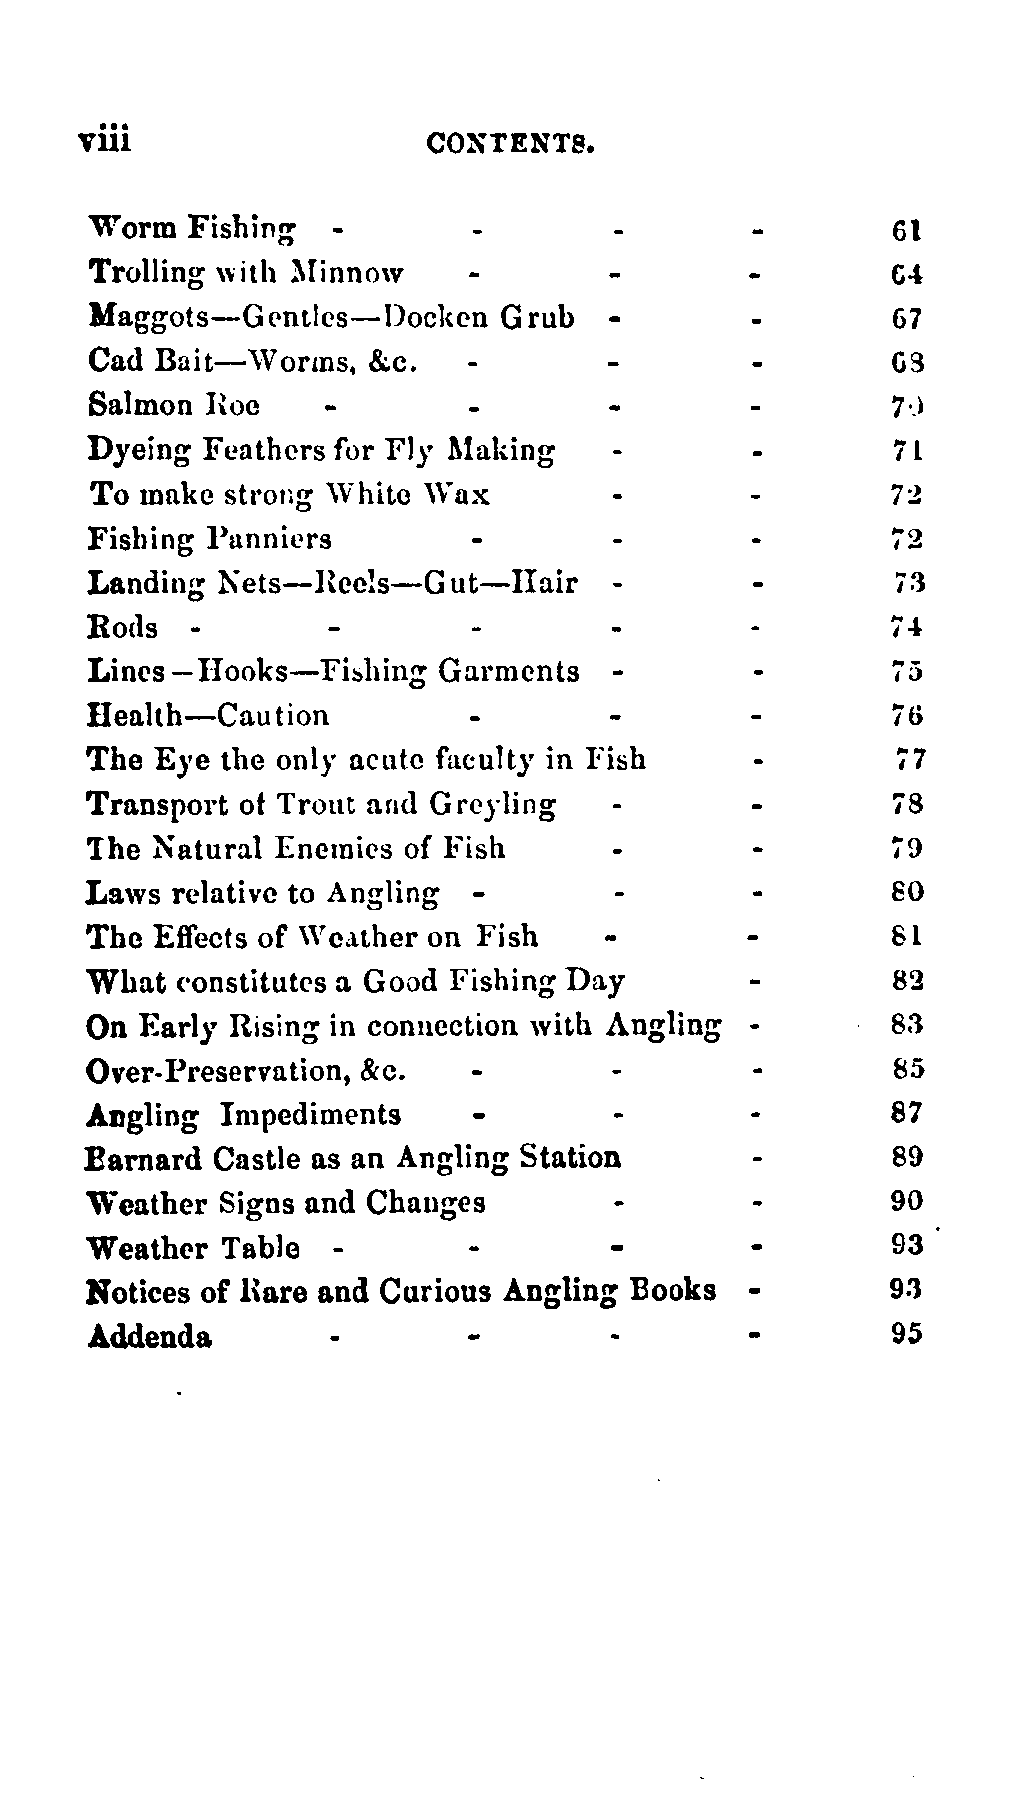 viii CONTENTS.
Worm Fishing - - - - 61
Trolling with Minnow - - - 64
Maggots—Gentles—Docken Grub - - 67
Cad Bait—Worms, &c. - - - 68
Salmon Roe - - - - 70
Dyeing Feathers for Fly Making - - 71
To make strong White Wax - - 72
Fishing Panniers - - - 72
Landing Nets—Reels—Gut—Hair - - 73
Rods - - - - - 74
Lines—Hooks—Fishing Garments - - 75
Health—Caution - - - 76
The Eye the only acute faculty in Fish - 77
Transport of Trout and Greyling - - 78
The Natural Enemies of Fish - - 79
Laws relative to Angling - - - 80
The Effects of Weather on Fish - - 81
What constitutes a Good Fishing Day - 82
On Early Rising in connection with Angling - 83
Over-Preservation, &c. - - - 85
Angling Impediments - - - 87
Barnard Castle as an Angling Station - 89
Weather Signs and Changes - - 90
Weather Table - - - - 93
Notices of Rare and Curious Angling Books - 93
Addenda - - - - 95